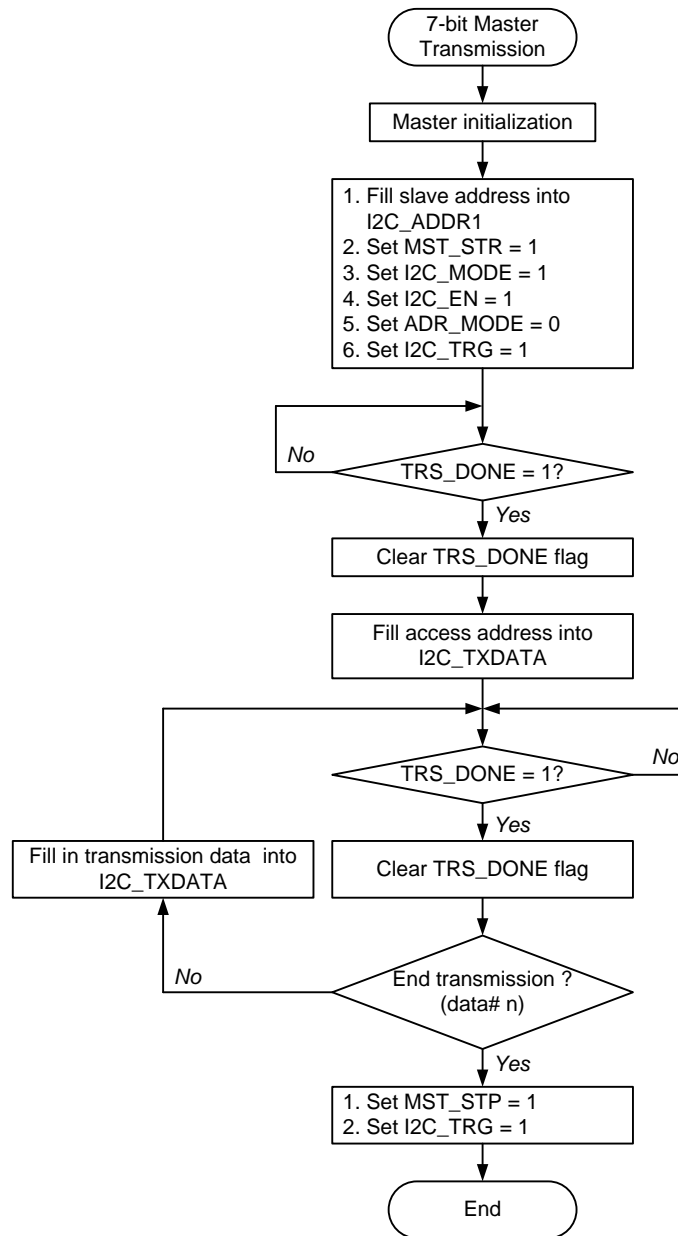 7-bit Master
Transmission
Master initialization
1. Fill slave address into
I2C_ADDR1
2. Set MST_STR = 1
3. Set I2C_MODE = 1
4. Set I2C_EN = 1
5. Set ADR_MODE = 0
6. Set I2C_TRG = 1
No
TRS_DONE = 1?
Yes
Clear TRS_DONE flag
Fill access address into
I2C_TXDATA
TRS_DONE = 1?
No
Yes
Fill in transmission data into
I2C_TXDATA
Clear TRS_DONE flag
No
End transmission ?
(data# n)
Yes
1. Set MST_STP = 1
2. Set I2C_TRG = 1
End